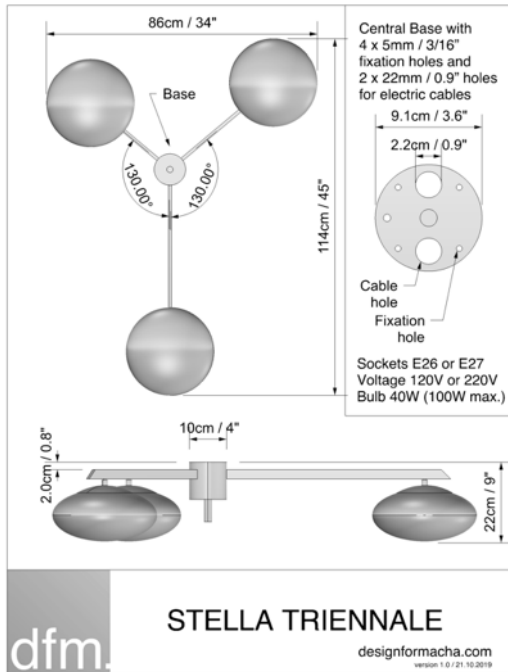 86cm / 34"
Base
130.00°
130.00°
114cm / 45"
Central Base with
4 x 5mm / 3/16"
fixation holes and
2 x 22mm / 0.9" holes
for electric cables
9.1cm / 3.6"
2.2cm / 0.9"
Cable
hole
Fixation
hole
Sockets E26 or E27
Voltage 120V or 220V
Bulb 40W (100W max.)
10cm / 4"
2.0cm / 0.8"
22cm / 9"
dfm.
STELLA TRIENNALE
designformacha.com
version 1.0 / 21.10.2019